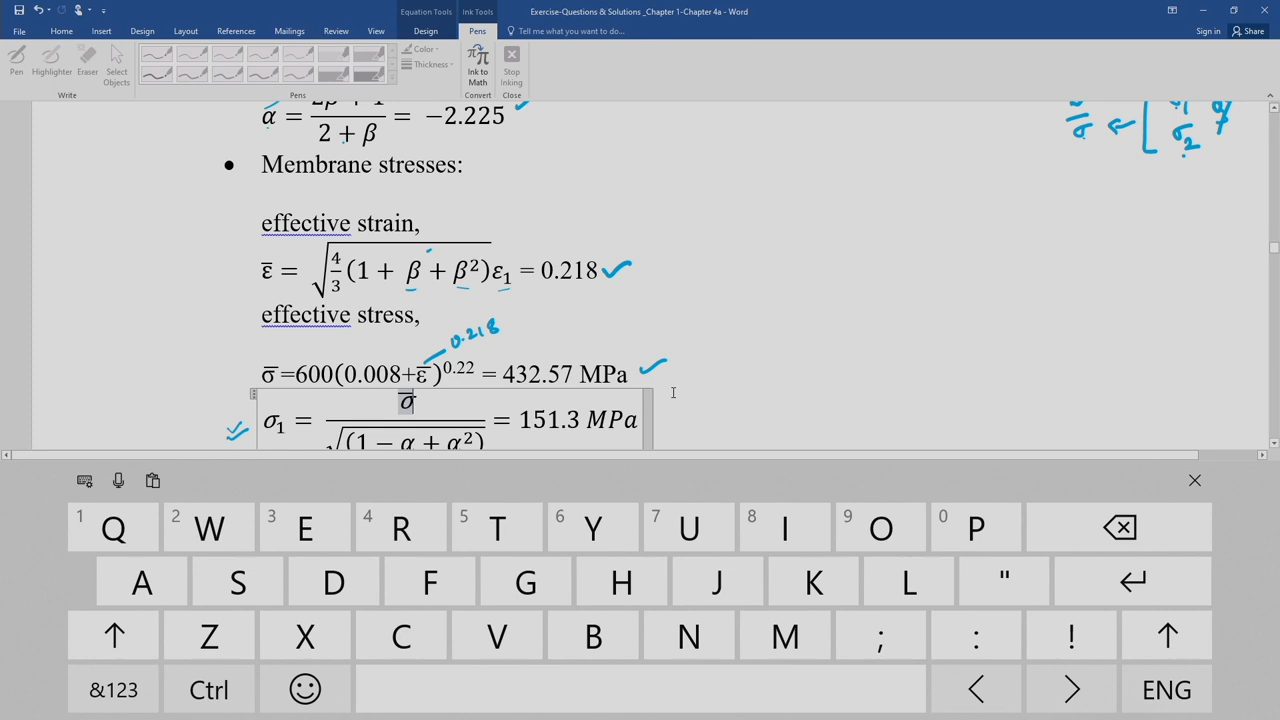 Equation Tools Ink Tools Exercise-Questions & Solutions _Chapter 1-Chapter 4a - Word
File Home Insert Design Layout References Mailings Review View Design Pens Tell me what you want to do... Sign in Share
Pen Highlighter Eraser Select Objects Color Thickness Ink to Math Stop Inking
Write Pens Convert Close
α = 2β + 1 / 2 + β = −2.225
σ̅ ← [ σ1
σ2
• Membrane stresses:
effective strain,
ε̅ = √4/3(1 + β + β²)ε₁ = 0.218 ✓
effective stress,
0.218
σ̅=600(0.008+ε̅)^0.22 = 432.57 MPa ✓
σ₁ = σ̅ / √(1 − α + α²) = 151.3 MPa
1 Q 2 W 3 E 4 R 5 T 6 Y 7 U 8 I 9 O 0 P
A S D F G H J K L "
Z X C V B N M ; : !
&123 Ctrl < > ENG